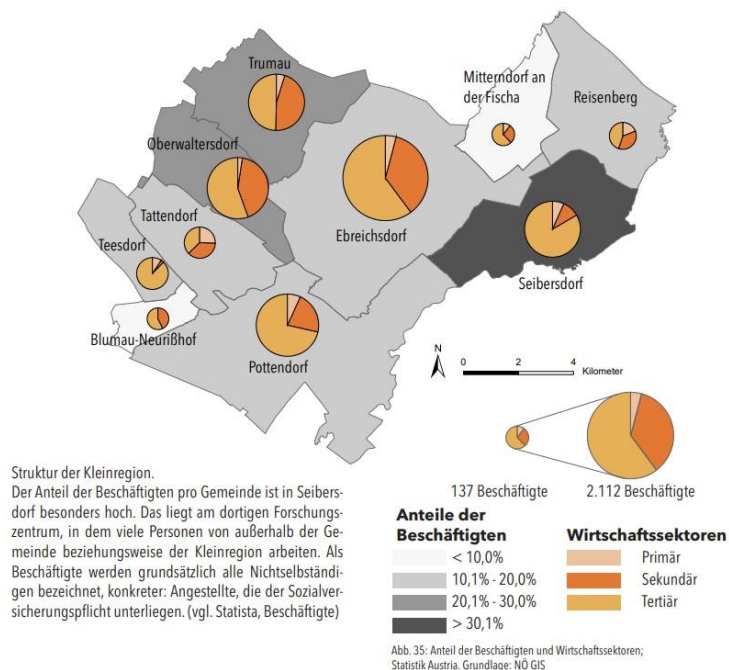 Trumau
Mitterndorf an
der Fischa
Reisenberg
Oberwaltersdorf
Tattendorf
Ebreichsdorf
Teesdorf
Seibersdorf
Blumau-Neurißhof
Pottendorf
N
0 2 4
Kilometer
137 Beschäftigte 2.112 Beschäftigte
Struktur der Kleinregion.
Der Anteil der Beschäftigten pro Gemeinde ist in Seibers-
dorf besonders hoch. Das liegt am dortigen Forschungs-
zentrum, in dem viele Personen von außerhalb der Ge-
meinde beziehungsweise der Kleinregion arbeiten. Als
Beschäftigte werden grundsätzlich alle Nichtselbständi-
gen bezeichnet, konkreter: Angestellte, die der Sozialver-
sicherungspflicht unterliegen. (vgl. Statista, Beschäftigte)
Anteile der
Beschäftigten
< 10,0%
10,1% - 20,0%
20,1% - 30,0%
> 30,1%
Wirtschaftssektoren
Primär
Sekundär
Tertiär
Abb. 35: Anteil der Beschäftigten und Wirtschaftssektoren;
Statistik Austria. Grundlage: NÖ GIS